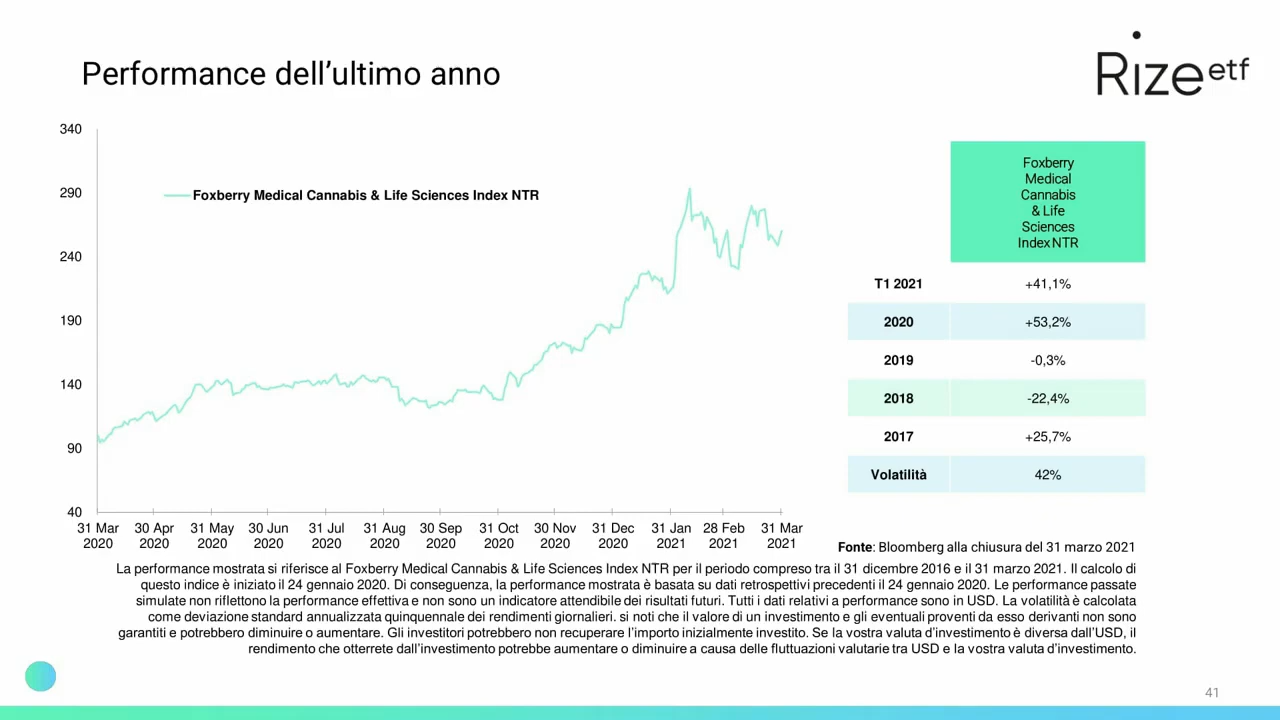 Performance dell’ultimo anno
Rize etf
340
290
240
190
140
90
40
Foxberry Medical Cannabis & Life Sciences Index NTR
31 Mar 30 Apr 31 May 30 Jun 31 Jul 31 Aug 30 Sep 31 Oct 30 Nov 31 Dec 31 Jan 28 Feb 31 Mar
2020 2020 2020 2020 2020 2020 2020 2020 2020 2020 2021 2021 2021
Foxberry
Medical
Cannabis
& Life
Sciences
Index NTR
T1 2021 +41,1%
2020 +53,2%
2019 -0,3%
2018 -22,4%
2017 +25,7%
Volatilità 42%
Fonte: Bloomberg alla chiusura del 31 marzo 2021
La performance mostrata si riferisce al Foxberry Medical Cannabis & Life Sciences Index NTR per il periodo compreso tra il 31 dicembre 2016 e il 31 marzo 2021. Il calcolo di
questo indice è iniziato il 24 gennaio 2020. Di conseguenza, la performance mostrata è basata su dati retrospettivi precedenti il 24 gennaio 2020. Le performance passate
simulate non riflettono la performance effettiva e non sono un indicatore attendibile dei risultati futuri. Tutti i dati relativi a performance sono in USD. La volatilità è calcolata
come deviazione standard annualizzata quinquennale dei rendimenti giornalieri. si noti che il valore di un investimento e gli eventuali proventi da esso derivanti non sono
garantiti e potrebbero diminuire o aumentare. Gli investitori potrebbero non recuperare l’importo inizialmente investito. Se la vostra valuta d’investimento è diversa dall’USD, il
rendimento che otterrete dall’investimento potrebbe aumentare o diminuire a causa delle fluttuazioni valutarie tra USD e la vostra valuta d’investimento.
41